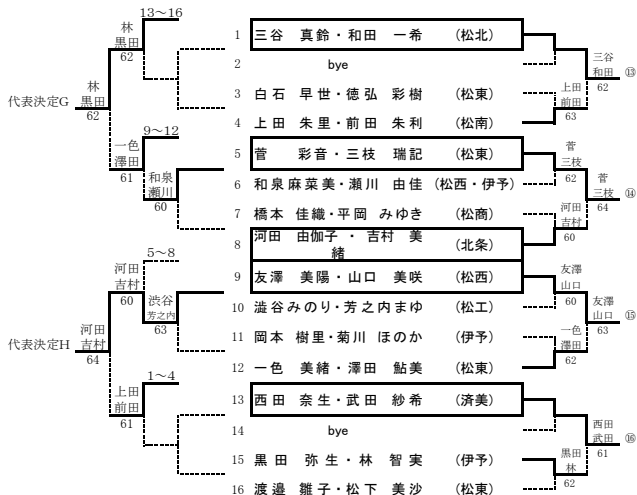 13〜16
林
黒田
62
林
黒田
62
代表決定G
9〜12
一色
澤田
61
和泉
瀬川
60
5〜8
河田
吉村
60
渋谷
芳之内
63
河田
吉村
64
代表決定H
1〜4
上田
前田
61
1 三谷 真鈴・和田 一希 (松北)
2 bye
3 白石 早世・徳弘 彩樹 (松東)
4 上田 朱里・前田 朱利 (松南)
5 菅 彩音・三枝 瑞記 (松東)
6 和泉麻菜美・瀬川 由佳 (松西・伊予)
7 橋本 佳織・平岡 みゆき (松商)
8 河田 由伽子 ・ 吉村 美
緒 (北条)
9 友澤 美陽・山口 美咲 (松西)
10 澁谷みのり・芳之内まゆ (松工)
11 岡本 樹里・菊川 ほのか (伊予)
12 一色 美緒・澤田 鮎美 (松東)
13 西田 奈生・武田 紗希 (済美)
14 bye
15 黒田 弥生・林 智実 (伊予)
16 渡邉 雛子・松下 美沙 (松東)
三谷
和田
62
⑬
上田
前田
63
菅
三枝
62
菅
三枝
64
⑭
河田
吉村
60
友澤
山口
60
友澤
山口
63
⑮
一色
澤田
62
西田
武田
61
⑯
黒田
林
62